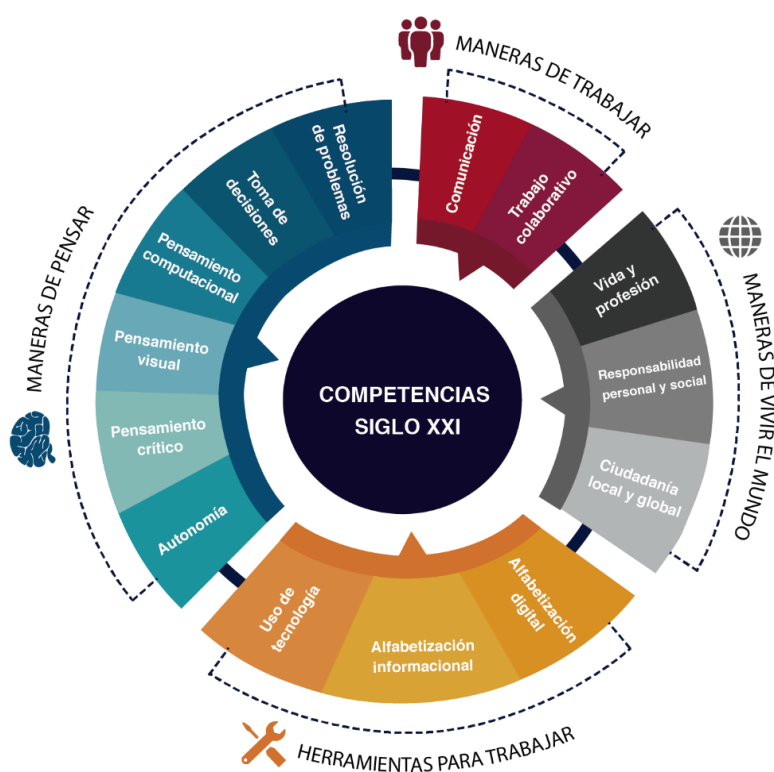 MANERAS DE TRABAJAR
Comunicación
Trabajo
colaborativo
MANERAS DE VIVIR EL MUNDO
Vida y
profesión
Responsabilidad
personal y social
Ciudadanía
local y global
HERRAMIENTAS PARA TRABAJAR
Alfabetización
digital
Alfabetización
informacional
Uso de
tecnología
MANERAS DE PENSAR
Autonomía
Pensamiento
crítico
Pensamiento
visual
Pensamiento
computacional
Toma de
decisiones
Resolución
de problemas
COMPETENCIAS
SIGLO XXI